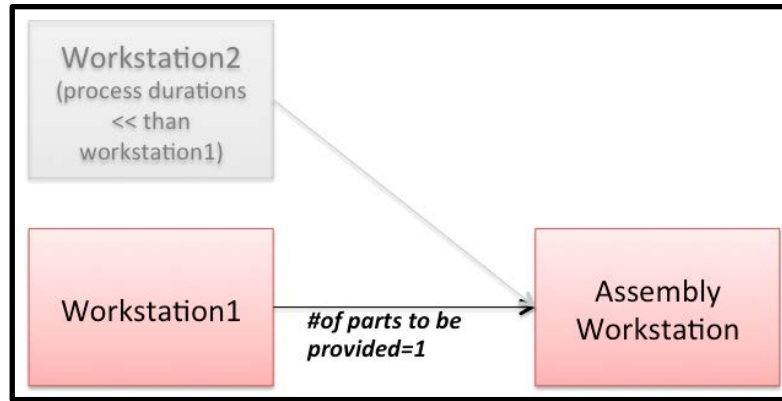 Workstation2
(process durations
<< than
workstation1)
Workstation1
#of parts to be
provided=1
Assembly
Workstation